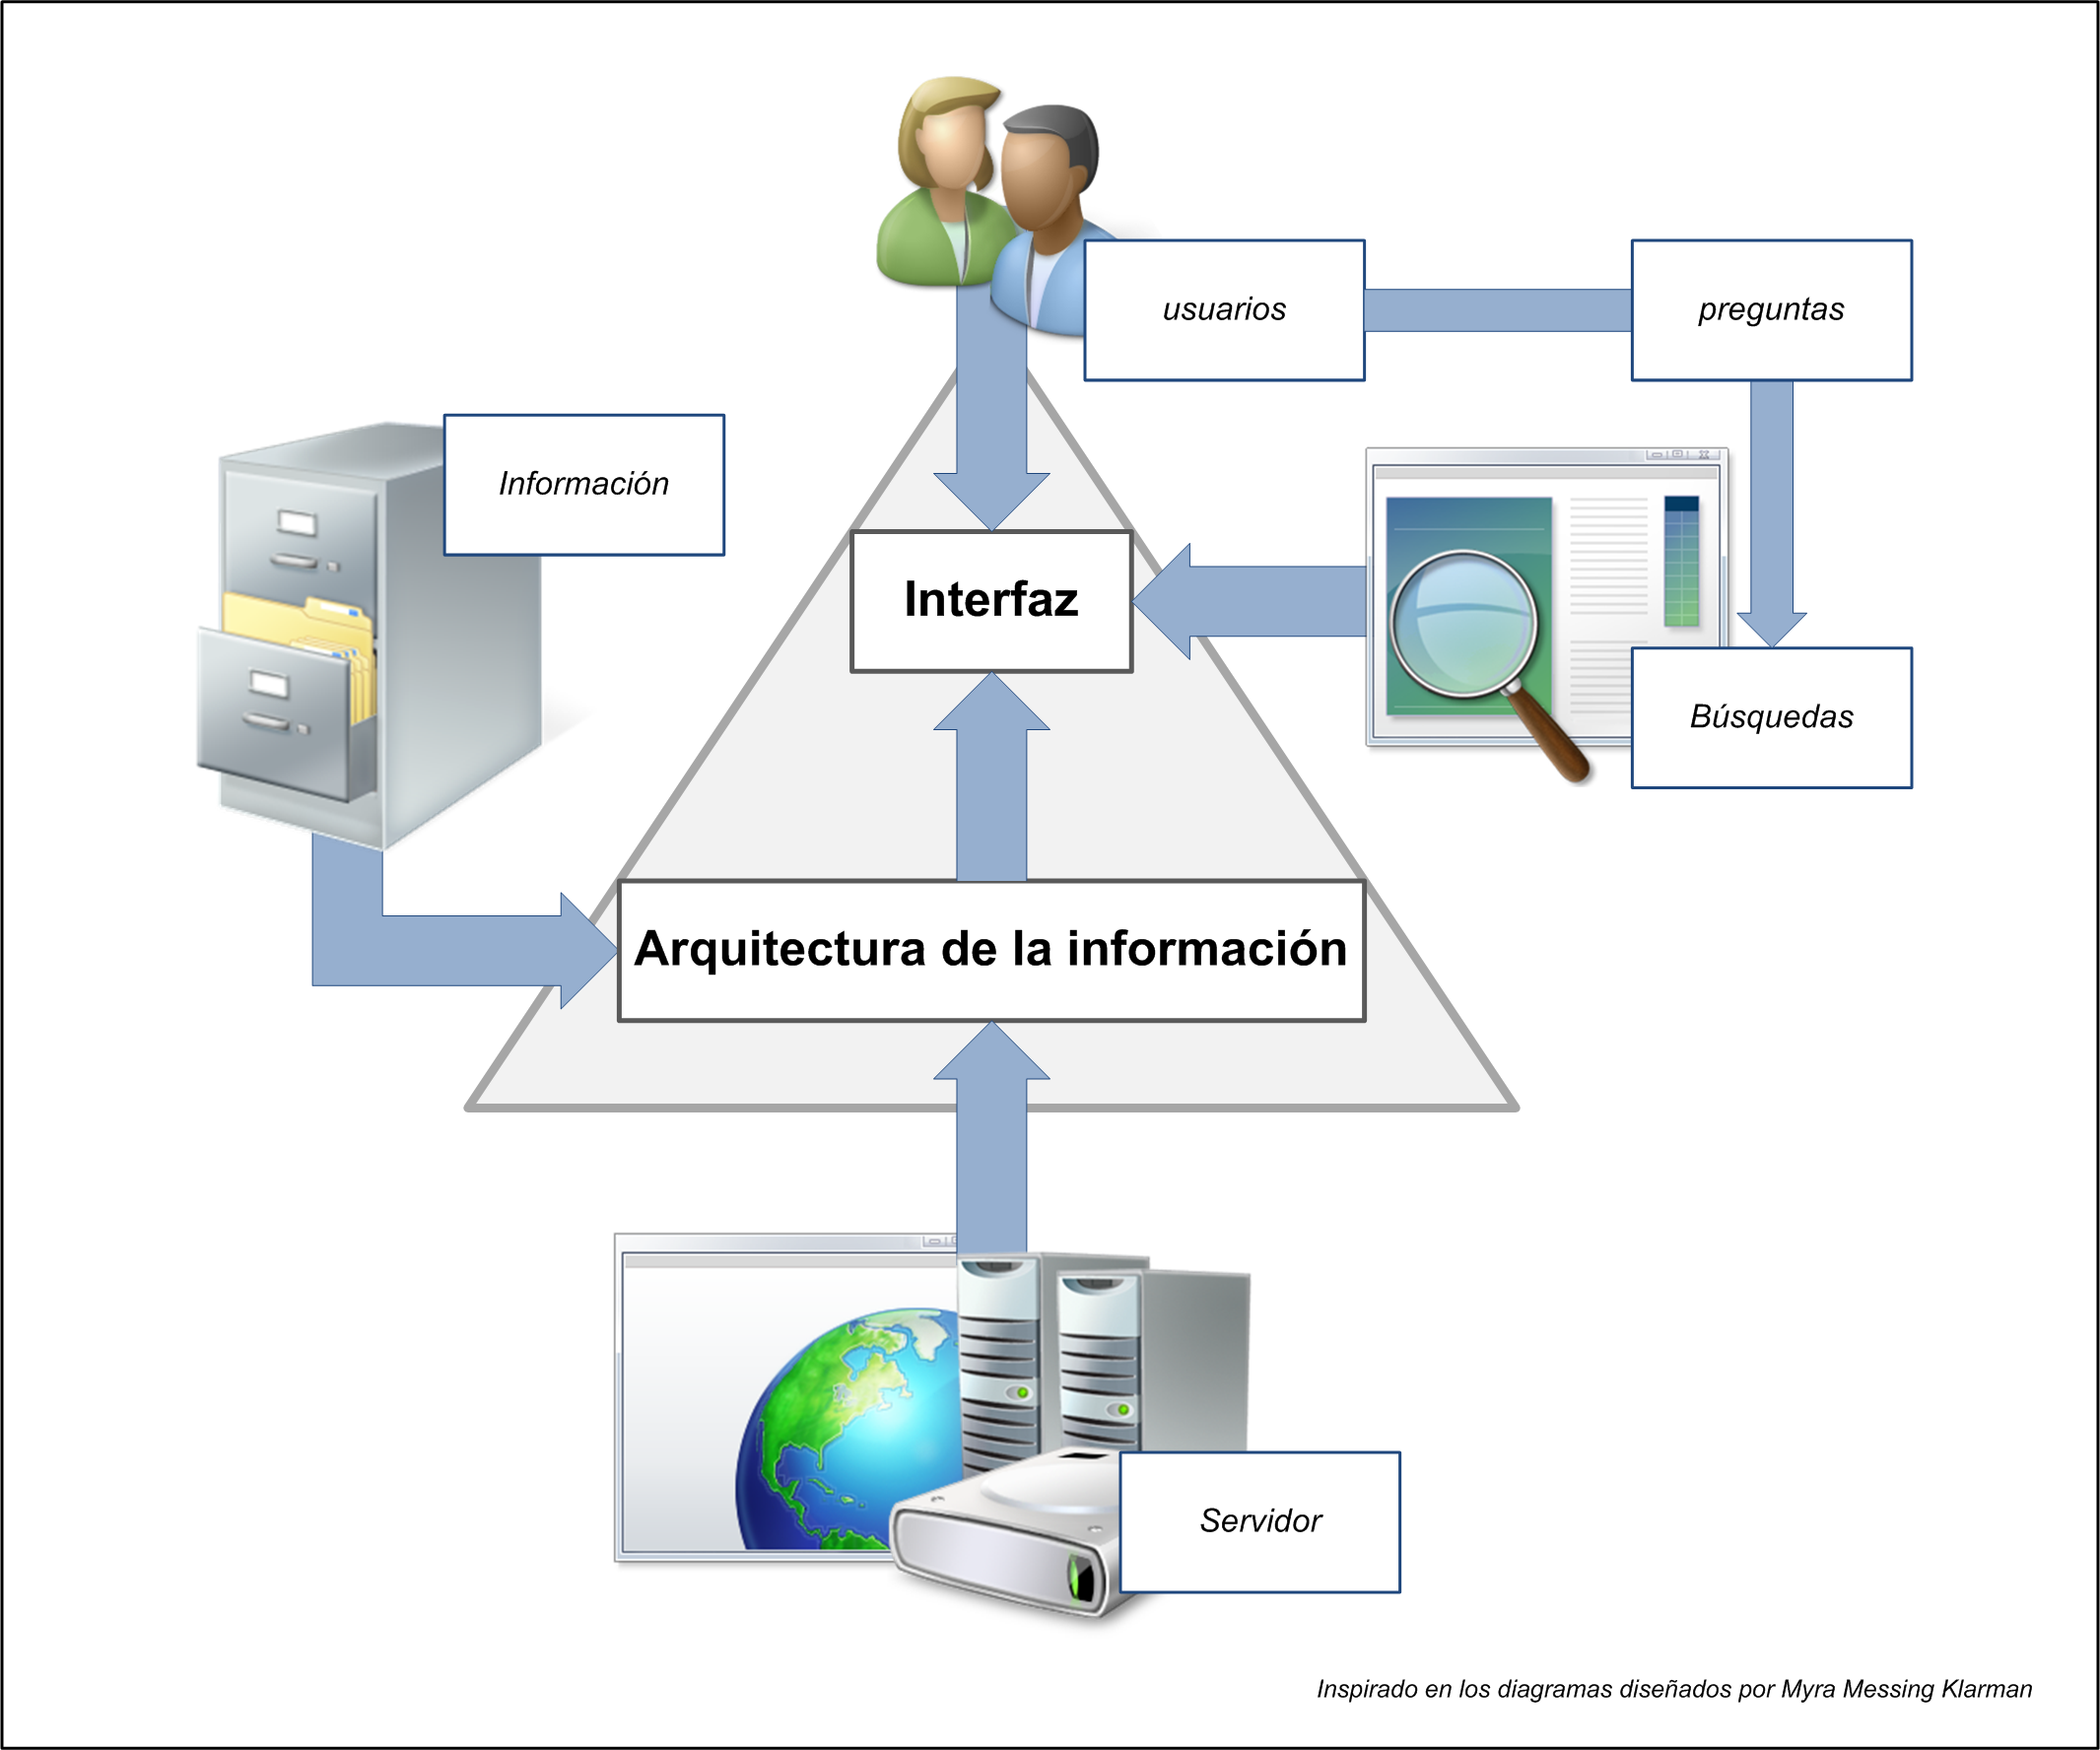 usuarios
preguntas
Información
Interfaz
Búsquedas
Arquitectura de la información
Servidor
Inspirado en los diagramas diseñados por Myra Messing Klarman